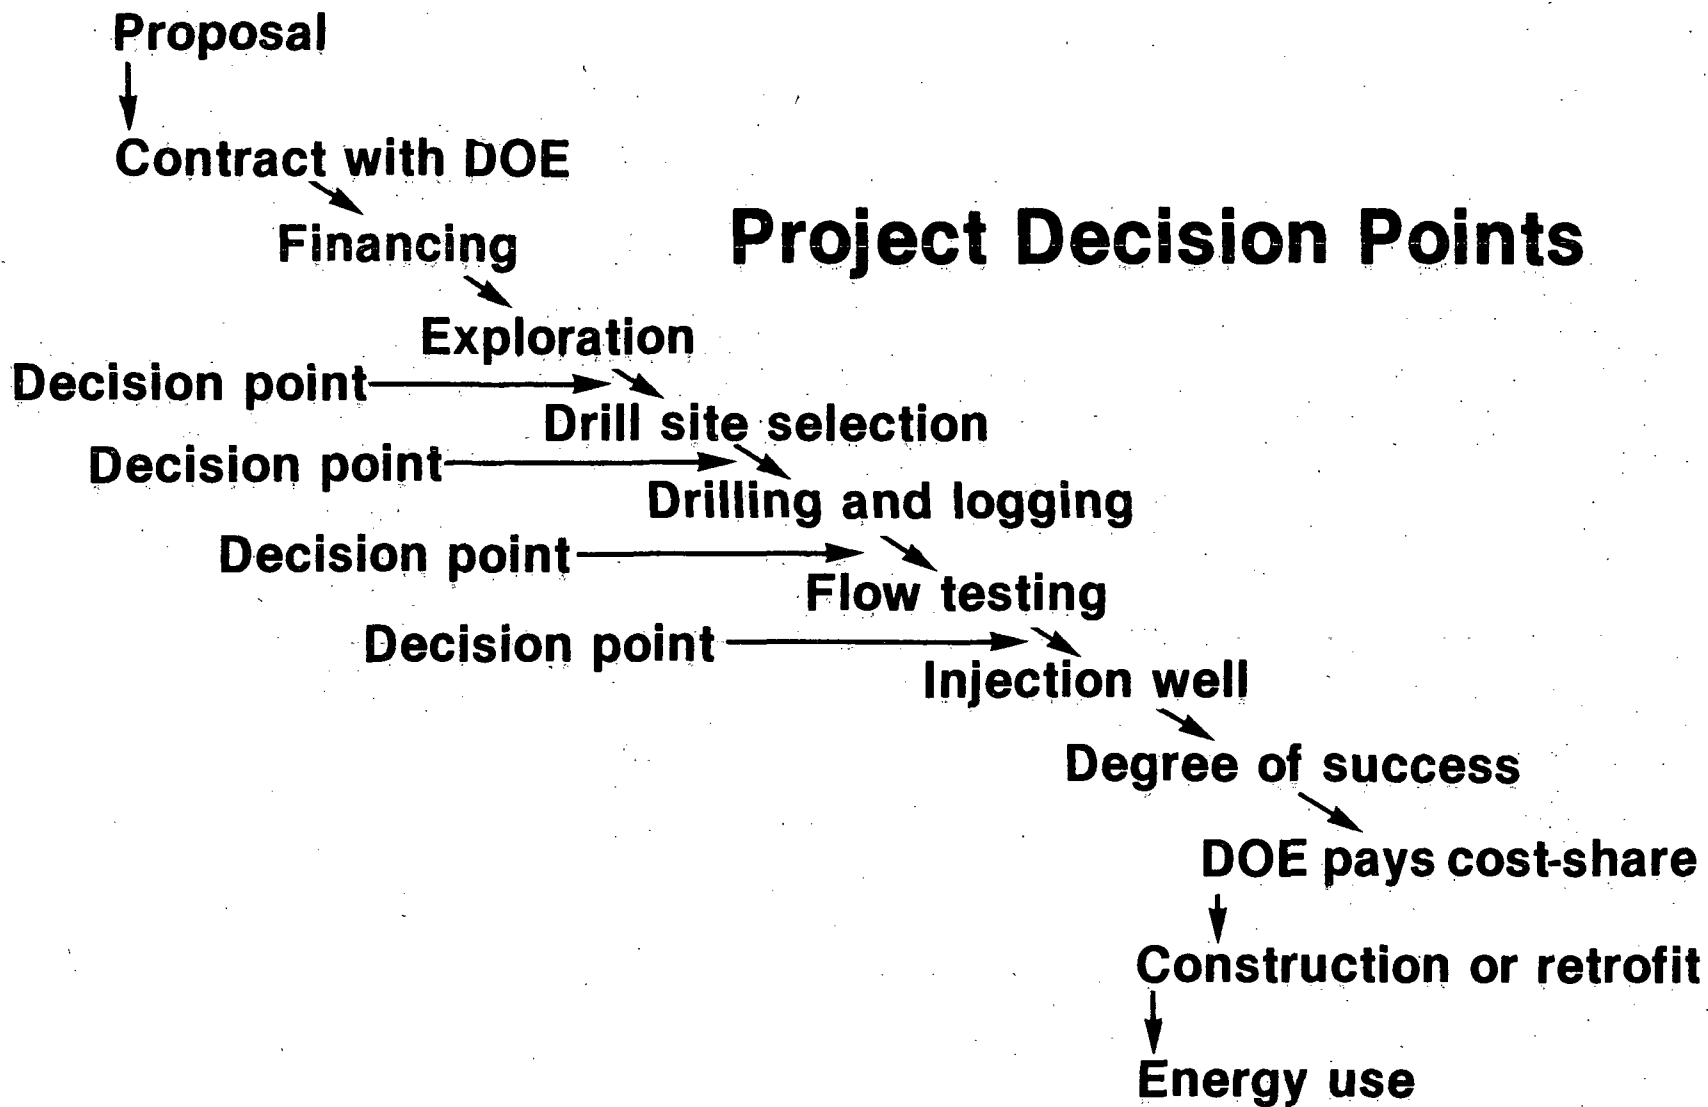 Proposal
Contract with DOE
Financing
Project Decision Points
Exploration
Decision point
Drill site selection
Decision point
Drilling and logging
Decision point
Flow testing
Decision point
Injection well
Degree of success
DOE pays cost-share
Construction or retrofit
Energy use